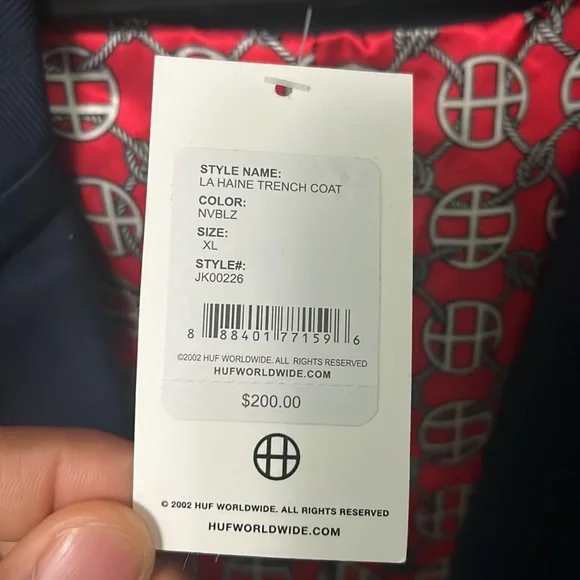 STYLE NAME:
LA HAINE TRENCH COAT
COLOR:
NVBLZ
SIZE:
XL
STYLE#:
JK00226
8 88401 77159 6
©2002 HUF WORLDWIDE. ALL RIGHTS RESERVED
HUFWORLDWIDE.COM
$200.00
© 2002 HUF WORLDWIDE. ALL RIGHTS RESERVED
HUFWORLDWIDE.COM